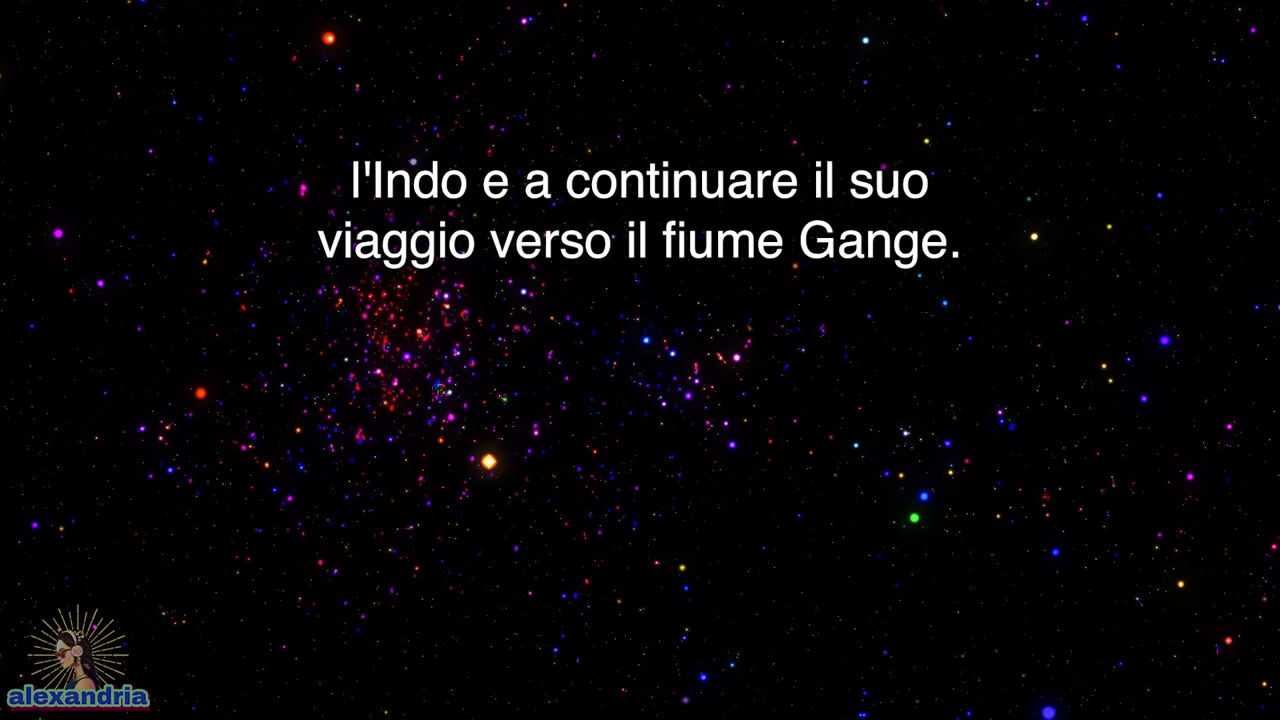 l'Indo e a continuare il suo
viaggio verso il fiume Gange.
alexandria